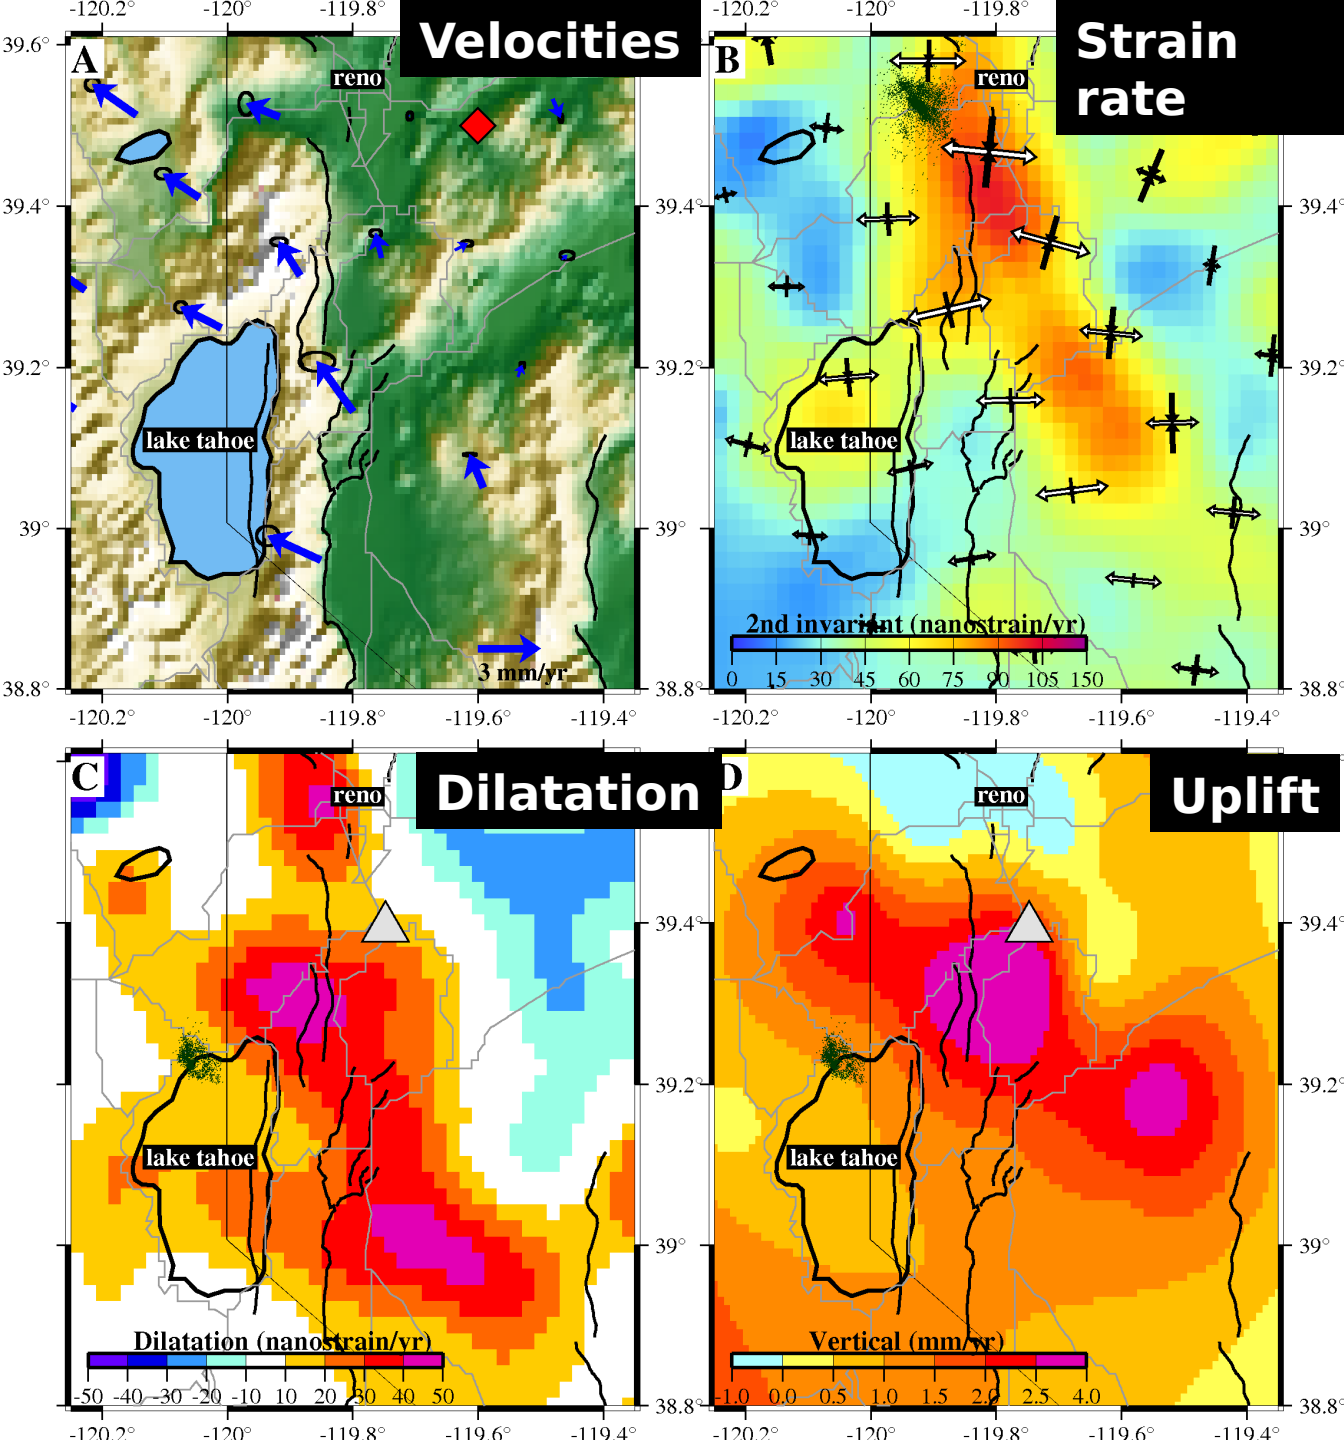 -120.2° -120° -119.8° -120.2° -120° -119.8°
Velocities
Strain
rate
39.6°
A
B
reno
reno
39.4°
39.4°
39.2°
39.2°
lake tahoe
lake tahoe
39°
39°
39°
2nd invariant (nanostrain/yr)
3 mm/yr
0 15 30 45 60 75 90 105 150
38.8°
38.8°
38.8°
-120.2° -120° -119.8° -119.6° -119.4° -120.2° -120° -119.8° -119.6° -119.4°
C
Dilatation
D
Uplift
reno
reno
39.4°
39.4°
39.2°
39.2°
lake tahoe
lake tahoe
39°
39°
Dilatation (nanostrain/yr)
Vertical (mm/yr)
-50 -40 -30 -20 -10 10 20 30 40 50
-1.0 0.0 0.5 1.0 1.5 2.0 2.5 4.0
38.8°
38.8°
-120.2° -120° -119.8° -119.6° -119.4° -120.2° -120° -119.8° -119.6° -119.4°